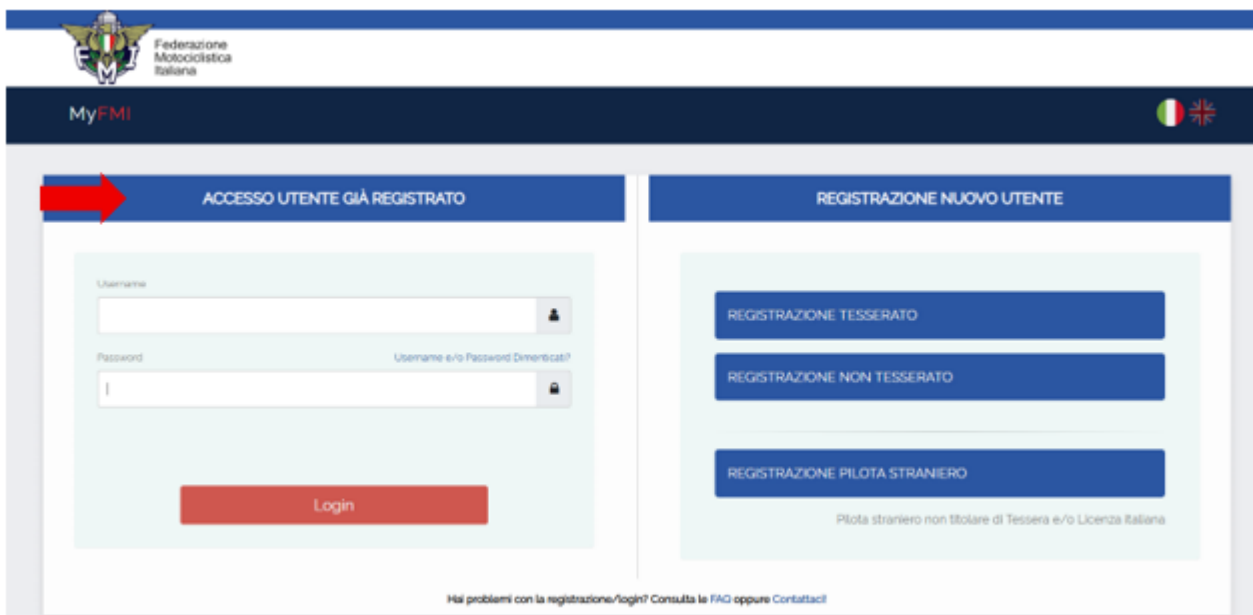 FMI
Federazione
Motociclistica
Italiana
MyFMI
ACCESSO UTENTE GIÀ REGISTRATO
Username
Password
Username e/o Password Dimenticati?
Login
REGISTRAZIONE NUOVO UTENTE
REGISTRAZIONE TESSERATO
REGISTRAZIONE NON TESSERATO
REGISTRAZIONE PILOTA STRANIERO
Pilota straniero non titolare di Tessera e/o Licenza Italiana
Hai problemi con la registrazione/login? Consulta le FAQ oppure Contattaci!